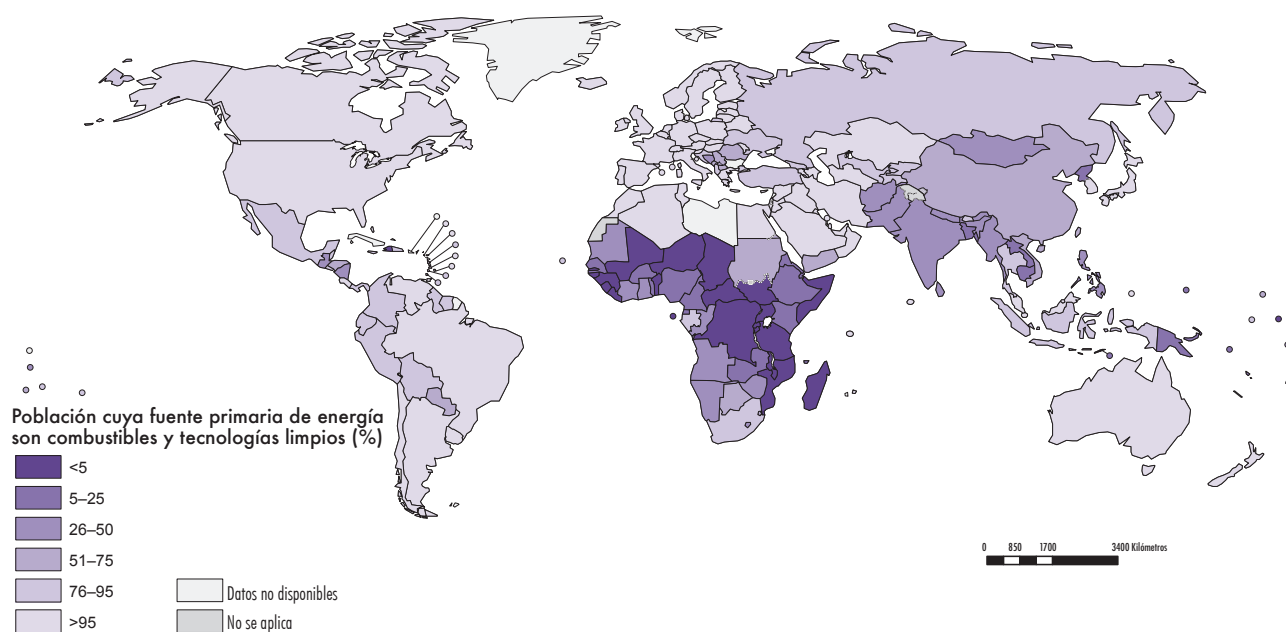 Población cuya fuente primaria de energía
son combustibles y tecnologías limpios (%)
<5
5–25
26–50
51–75
76–95
>95
Datos no disponibles
No se aplica
0 850 1700 3400 Kilómetros